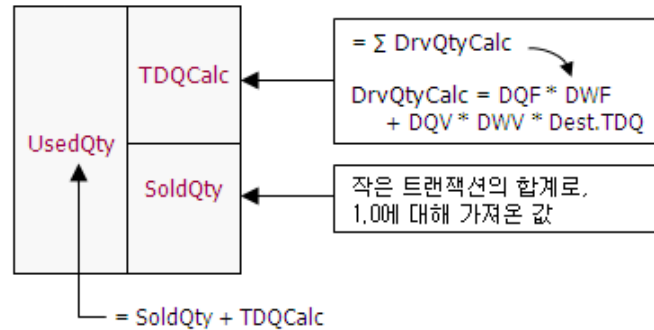 TDQCalc
UsedQty
SoldQty
= Σ DrvQtyCalc
DrvQtyCalc = DQF * DWF
+ DQV * DWV * Dest.TDQ
작은 트랜잭션의 합계로,
1,0에 대해 가져온 값
= SoldQty + TDQCalc